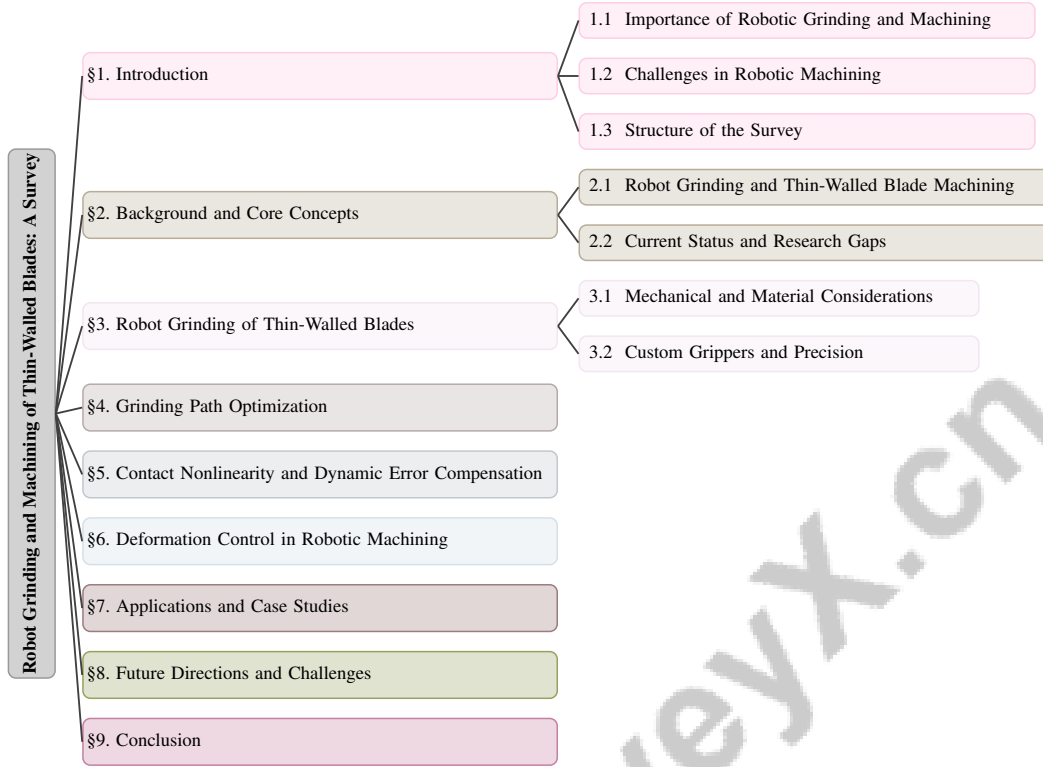 Robot Grinding and Machining of Thin-Walled Blades: A Survey
§1. Introduction
1.1 Importance of Robotic Grinding and Machining
1.2 Challenges in Robotic Machining
1.3 Structure of the Survey
§2. Background and Core Concepts
2.1 Robot Grinding and Thin-Walled Blade Machining
2.2 Current Status and Research Gaps
§3. Robot Grinding of Thin-Walled Blades
3.1 Mechanical and Material Considerations
3.2 Custom Grippers and Precision
§4. Grinding Path Optimization
§5. Contact Nonlinearity and Dynamic Error Compensation
§6. Deformation Control in Robotic Machining
§7. Applications and Case Studies
§8. Future Directions and Challenges
§9. Conclusion
eyx.cn